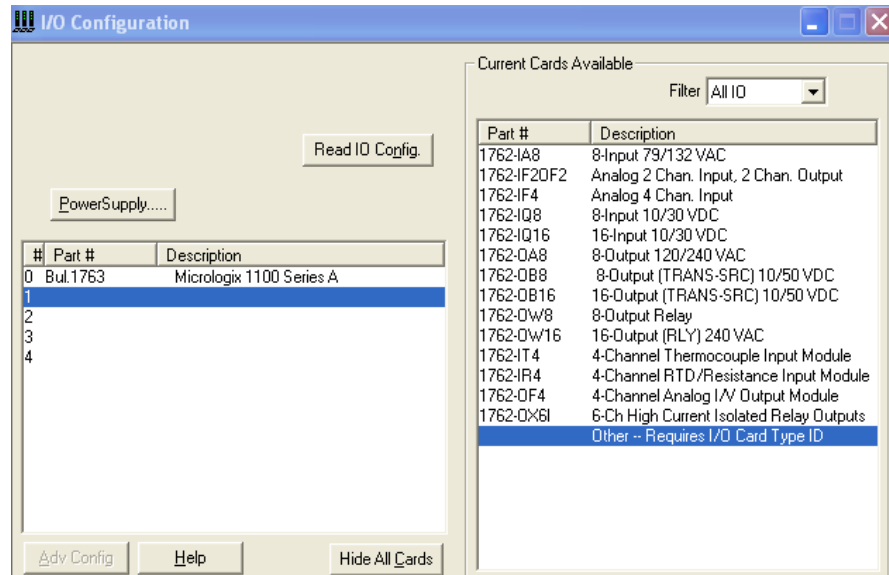 I/O Configuration
Read IO Config.
PowerSupply.....
# Part # Description
0 Bul.1763 Micrologix 1100 Series A
1
2
3
4
Adv Config Help Hide All Cards
Current Cards Available
Filter All IO
Part # Description
1762-IA8 8-Input 79/132 VAC
1762-IF2OF2 Analog 2 Chan. Input, 2 Chan. Output
1762-IF4 Analog 4 Chan. Input
1762-IQ8 8-Input 10/30 VDC
1762-IQ16 16-Input 10/30 VDC
1762-OA8 8-Output 120/240 VAC
1762-OB8 8-Output (TRANS-SRC) 10/50 VDC
1762-OB16 16-Output (TRANS-SRC) 10/50 VDC
1762-OW8 8-Output Relay
1762-OW16 16-Output (RLY) 240 VAC
1762-IT4 4-Channel Thermocouple Input Module
1762-IR4 4-Channel RTD/Resistance Input Module
1762-OF4 4-Channel Analog I/V Output Module
1762-OX6I 6-Ch High Current Isolated Relay Outputs
Other -- Requires I/O Card Type ID